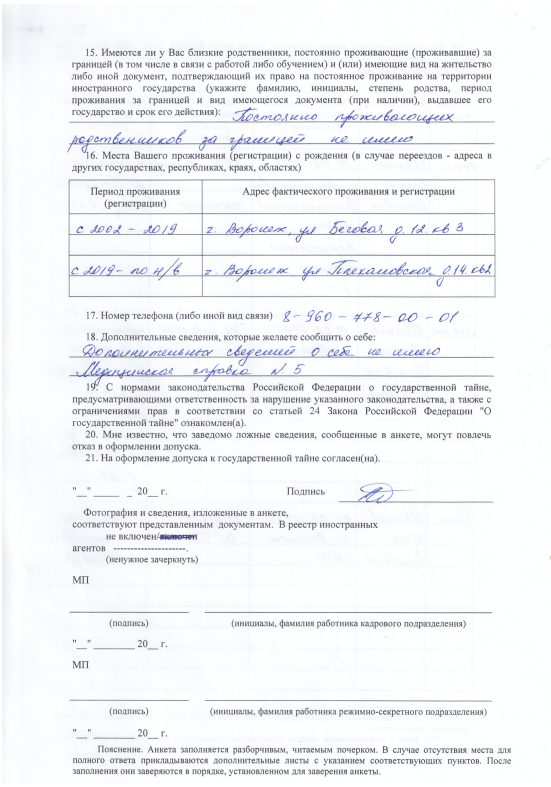 15. Имеются ли у Вас близкие родственники, постоянно проживающие (проживавшие) за
границей (в том числе в связи с работой либо обучением) и (или) имеющие вид на жительство
либо иной документ, подтверждающий их право на постоянное проживание на территории
иностранного государства (укажите фамилию, инициалы, степень родства, период
проживания за границей и вид имеющегося документа (при наличии), выдавшее его
государство и срок его действия): Постоянно проживающих
родственников за границей не имею
16. Места Вашего проживания (регистрации) с рождения (в случае переездов - адреса в
других государствах, республиках, краях, областях)
Период проживания Адрес фактического проживания и регистрации
(регистрации)
с 2002 - 2019 г. Воронеж, ул Беговая д. 12 кв 3
с 2019 - по н/в г. Воронеж ул Плехановская д.14 кв2
17. Номер телефона (либо иной вид связи) 8-960-778-00-01
18. Дополнительные сведения, которые желаете сообщить о себе:
Дополнительных сведений о себе не имею
Медицинская справка N 5
19. С нормами законодательства Российской Федерации о государственной тайне,
предусматривающими ответственность за нарушение указанного законодательства, а также с
ограничениями прав в соответствии со статьей 24 Закона Российской Федерации "О
государственной тайне" ознакомлен(а).
20. Мне известно, что заведомо ложные сведения, сообщенные в анкете, могут повлечь
отказ в оформлении допуска.
21. На оформление допуска к государственной тайне согласен(на).
"__" _____ _ 20__ г. Подпись
Фотография и сведения, изложенные в анкете,
соответствуют представленным документам. В реестр иностранных
не включен/включен
агентов ---------------------.
(ненужное зачеркнуть)
МП
(подпись) (инициалы, фамилия работника кадрового подразделения)
"__" ________ 20__ г.
МП
(подпись) (инициалы, фамилия работника режимно-секретного подразделения)
"__" ________ 20__ г.
Пояснение. Анкета заполняется разборчивым, читаемым почерком. В случае отсутствия места для
полного ответа прикладываются дополнительные листы с указанием соответствующих пунктов. После
заполнения они заверяются в порядке, установленном для заверения анкеты.